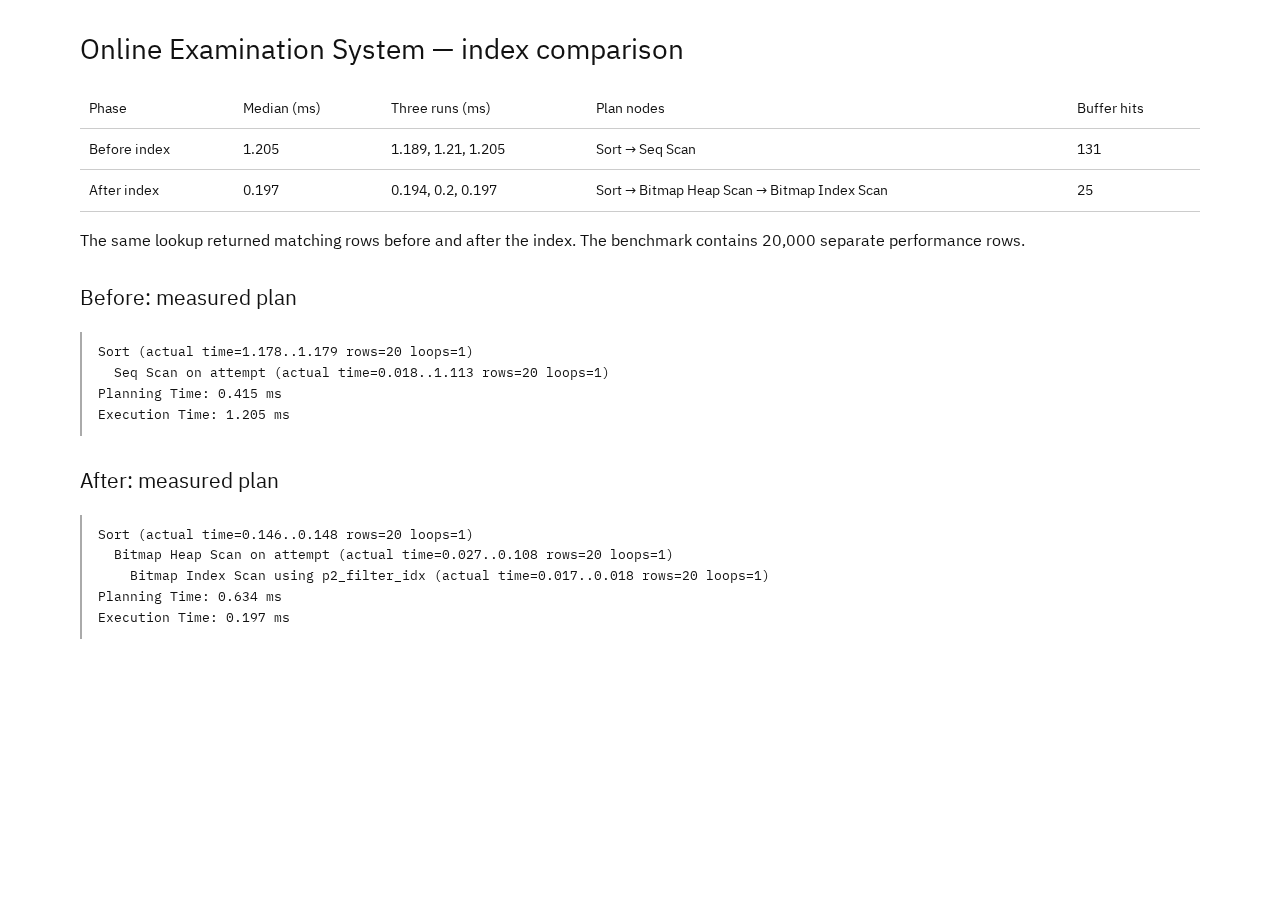 Online Examination System — index comparison
Phase Median (ms) Three runs (ms) Plan nodes Buffer hits
Before index 1.205 1.189, 1.21, 1.205 Sort → Seq Scan 131
After index 0.197 0.194, 0.2, 0.197 Sort → Bitmap Heap Scan → Bitmap Index Scan 25
The same lookup returned matching rows before and after the index. The benchmark contains 20,000 separate performance rows.
Before: measured plan
Sort (actual time=1.178..1.179 rows=20 loops=1)
  Seq Scan on attempt (actual time=0.018..1.113 rows=20 loops=1)
Planning Time: 0.415 ms
Execution Time: 1.205 ms
After: measured plan
Sort (actual time=0.146..0.148 rows=20 loops=1)
  Bitmap Heap Scan on attempt (actual time=0.027..0.108 rows=20 loops=1)
    Bitmap Index Scan using p2_filter_idx (actual time=0.017..0.018 rows=20 loops=1)
Planning Time: 0.634 ms
Execution Time: 0.197 ms